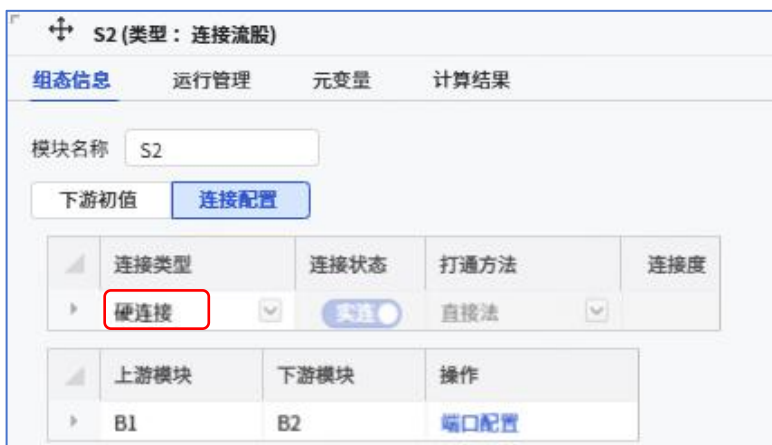 S2 (类型： 连接流股)
组态信息 运行管理 元变量 计算结果
模块名称 S2
下游初值 连接配置
连接类型 连接状态 打通方法 连接度
硬连接 实连 直接法
上游模块 下游模块 操作
B1 B2 端口配置